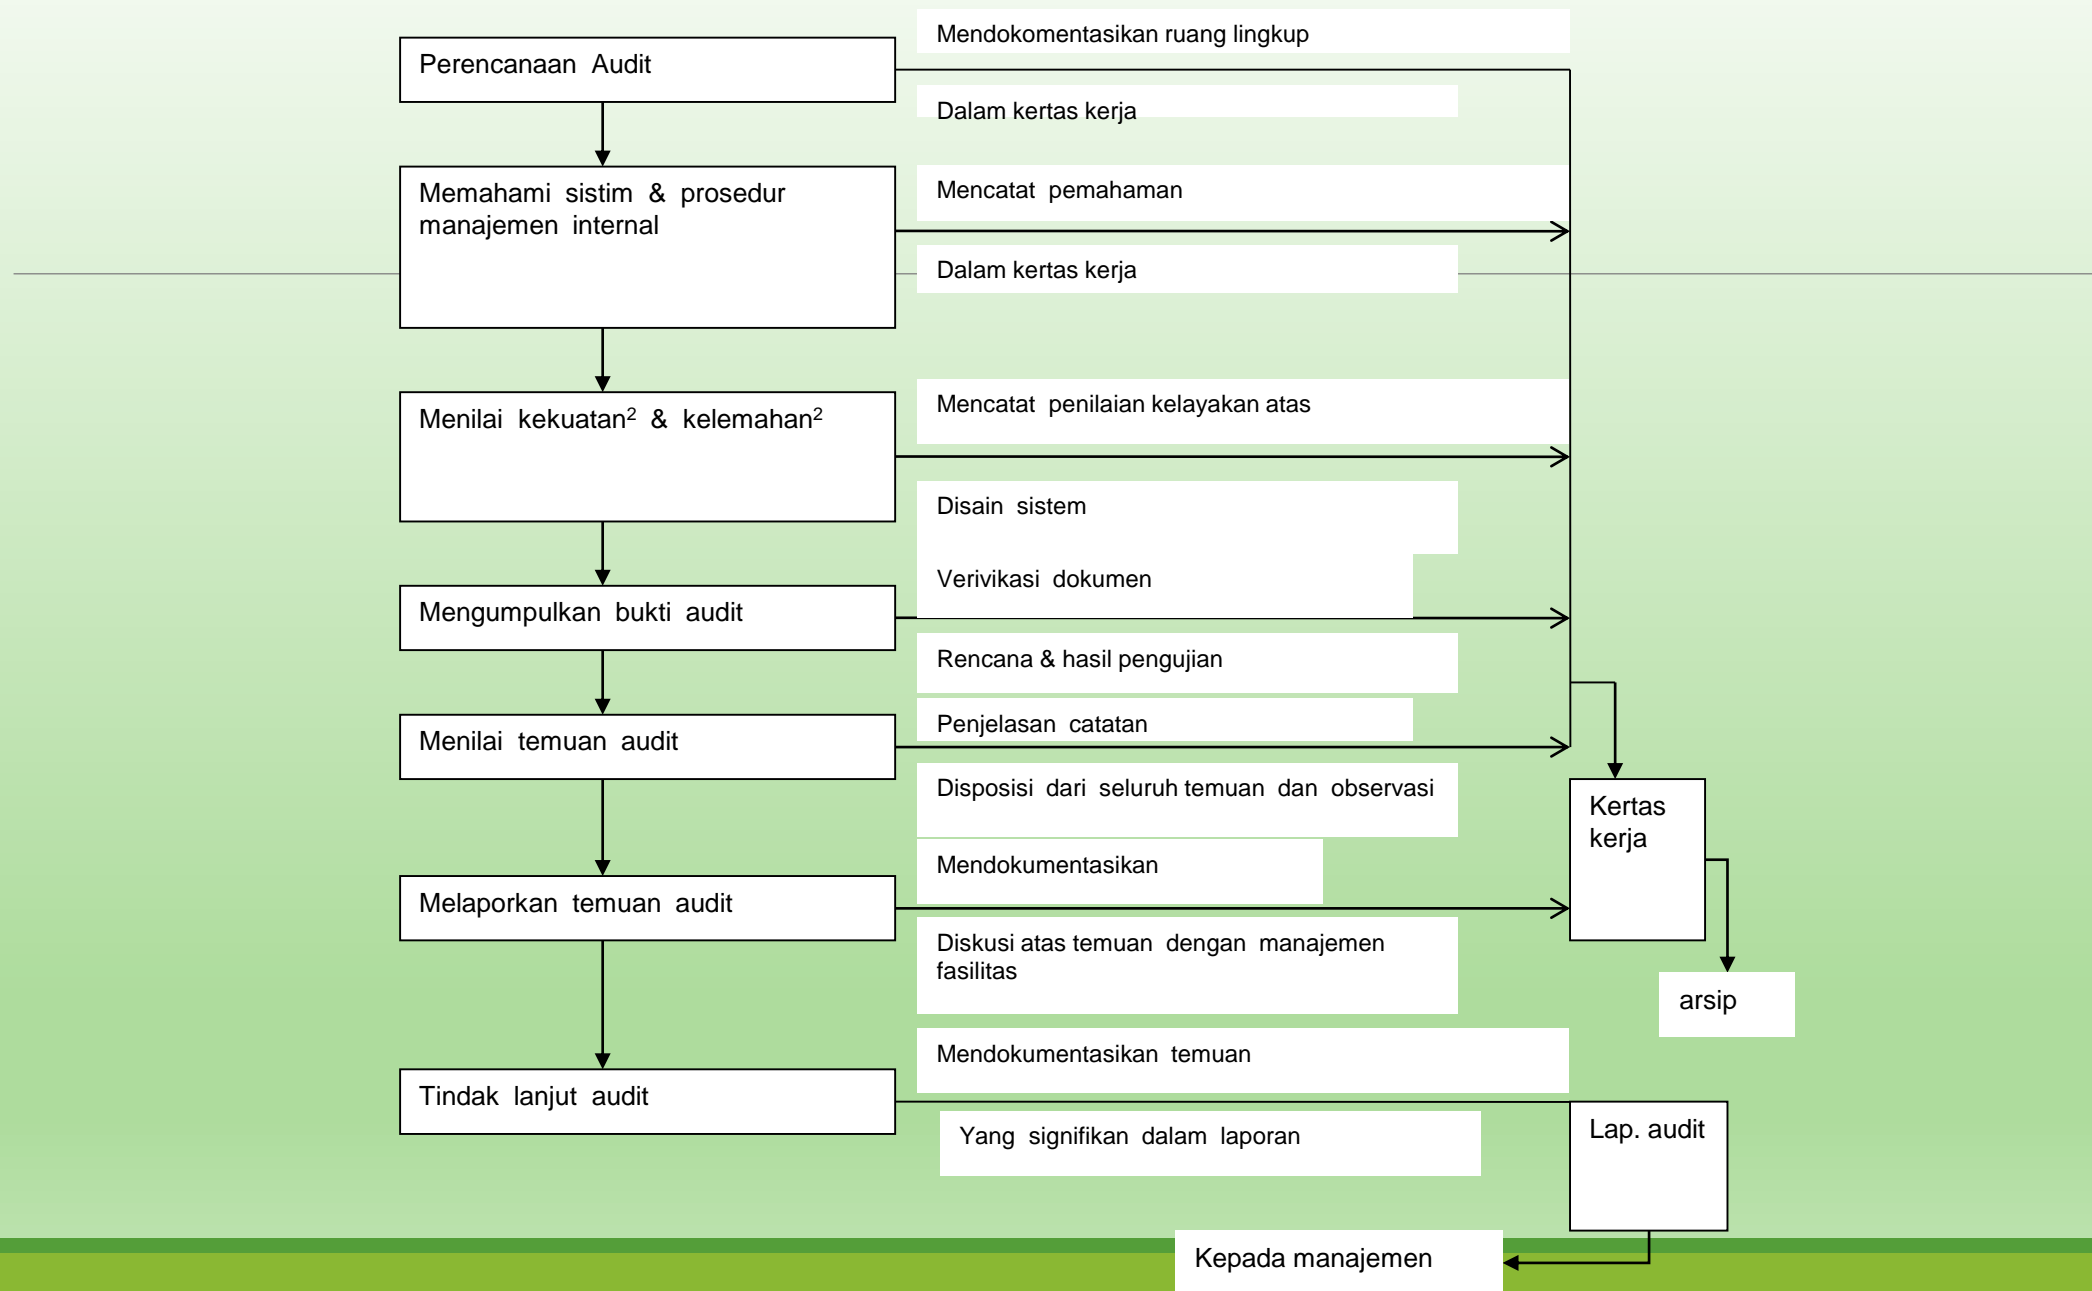 Mendokomentasikan ruang lingkup
Perencanaan Audit
Dalam kertas kerja
Memahami sistim & prosedur
manajemen internal
Mencatat pemahaman
Dalam kertas kerja
Menilai kekuatan² & kelemahan²
Mencatat penilaian kelayakan atas
Disain sistem
Verivikasi dokumen
Mengumpulkan bukti audit
Rencana & hasil pengujian
Penjelasan catatan
Menilai temuan audit
Disposisi dari seluruh temuan dan observasi
Kertas
kerja
Mendokumentasikan
Melaporkan temuan audit
Diskusi atas temuan dengan manajemen
fasilitas
arsip
Mendokumentasikan temuan
Tindak lanjut audit
Yang signifikan dalam laporan
Lap. audit
Kepada manajemen